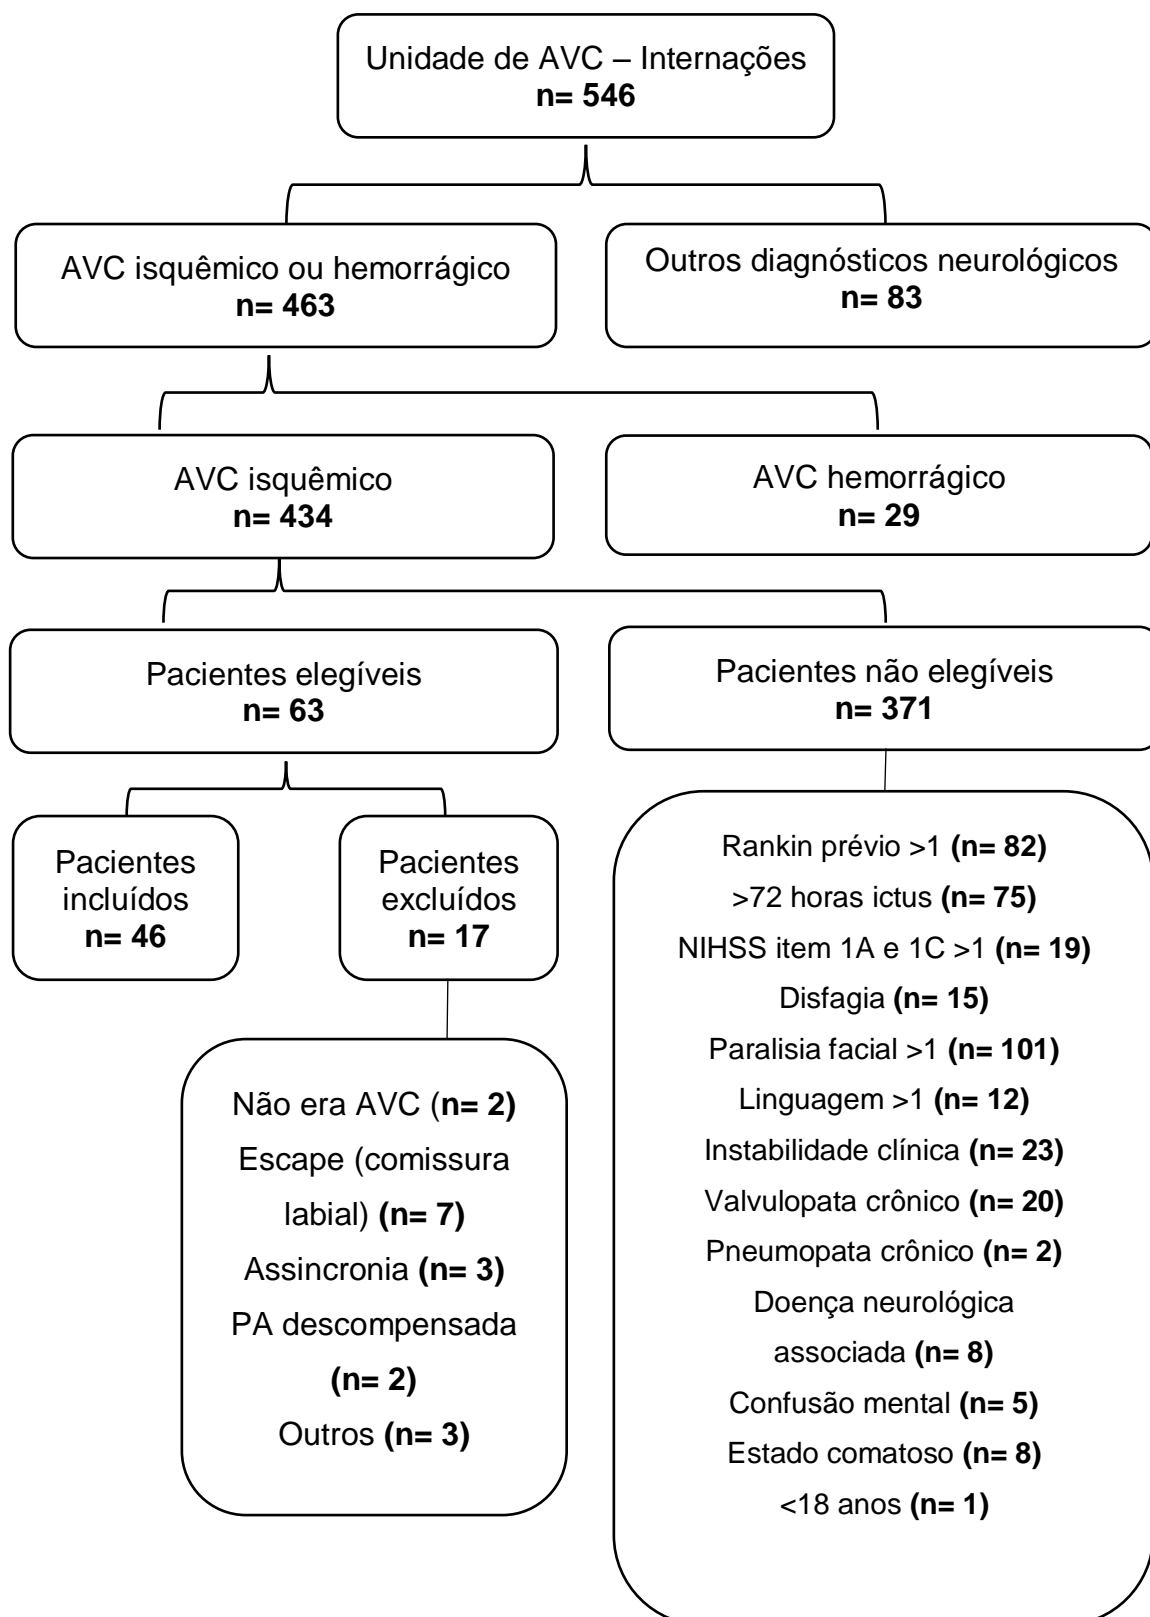 Unidade de AVC – Internações
n= 546
AVC isquêmico ou hemorrágico
n= 463
Outros diagnósticos neurológicos
n= 83
AVC isquêmico
n= 434
AVC hemorrágico
n= 29
Pacientes elegíveis
n= 63
Pacientes não elegíveis
n= 371
Pacientes
incluídos
n= 46
Pacientes
excluídos
n= 17
Não era AVC (n= 2)
Escape (comissura
labial) (n= 7)
Assincronia (n= 3)
PA descompensada
(n= 2)
Outros (n= 3)
Rankin prévio >1 (n= 82)
>72 horas ictus (n= 75)
NIHSS item 1A e 1C >1 (n= 19)
Disfagia (n= 15)
Paralisia facial >1 (n= 101)
Linguagem >1 (n= 12)
Instabilidade clínica (n= 23)
Valvulopata crônico (n= 20)
Pneumopata crônico (n= 2)
Doença neurológica
associada (n= 8)
Confusão mental (n= 5)
Estado comatoso (n= 8)
<18 anos (n= 1)